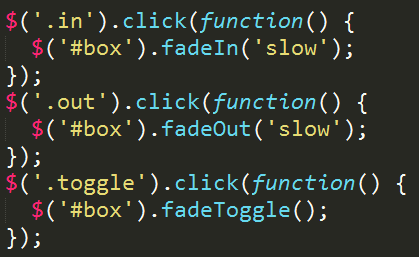 $('.in').click(function() {
  $('#box').fadeIn('slow');
});
$('.out').click(function() {
  $('#box').fadeOut('slow');
});
$('.toggle').click(function() {
  $('#box').fadeToggle();
});